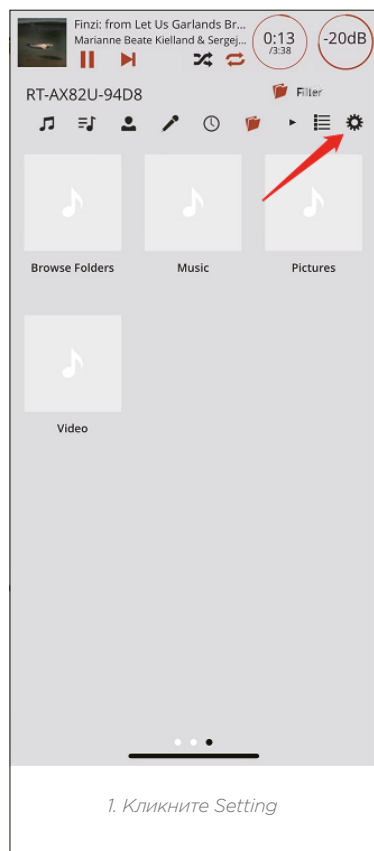 Finzi: from Let Us Garlands Br...
Marianne Beate Kielland & Sergej...
0:13
/3:38
-20dB
RT-AX82U-94D8
Filter
Browse Folders
Music
Pictures
Video
1. Кликните Setting